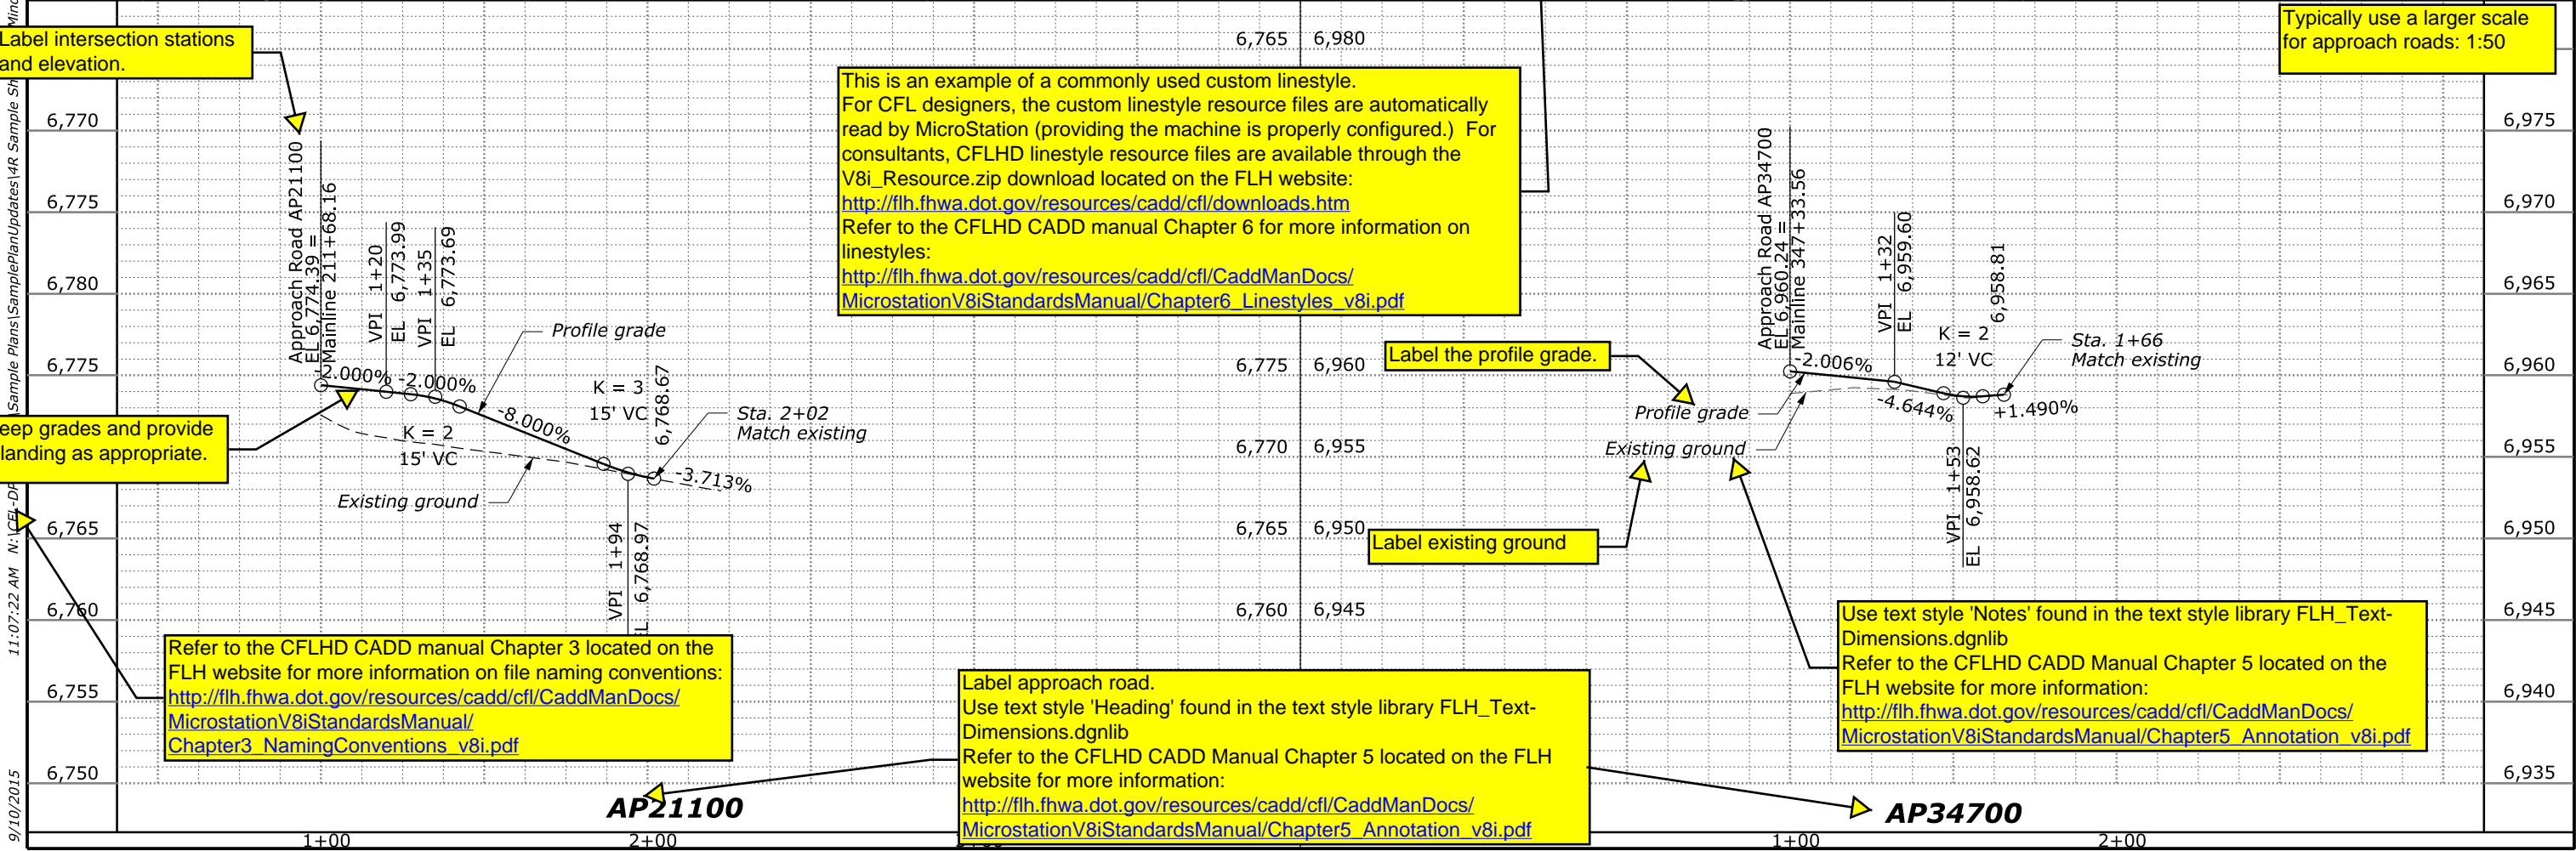 Label intersection stations
and elevation.
6,770
6,775
6,780
6,775
6,765
6,760
6,755
6,750
Approach Road AP21100
EL 6,774.39 =
Mainline 211+68.16
VPI 1+20
EL 6,773.99
VPI 1+35
EL 6,773.69
Profile grade
-2.000%
-2.000%
K = 2
15' VC
-8.000%
K = 3
15' VC
6,768.67
Sta. 2+02
Match existing
-3.713%
Existing ground
VPI 1+94
6,768.97
eep grades and provide
landing as appropriate.
Refer to the CFLHD CADD manual Chapter 3 located on the
FLH website for more information on file naming conventions:
http://flh.fhwa.dot.gov/resources/cadd/cfl/CaddManDocs/
MicrostationV8iStandardsManual/
Chapter3_NamingConventions_v8i.pdf
AP21100
1+00
2+00
This is an example of a commonly used custom linestyle.
For CFL designers, the custom linestyle resource files are automatically
read by MicroStation (providing the machine is properly configured.) For
consultants, CFLHD linestyle resource files are available through the
V8i_Resource.zip download located on the FLH website:
http://flh.fhwa.dot.gov/resources/cadd/cfl/downloads.htm
Refer to the CFLHD CADD manual Chapter 6 for more information on
linestyles:
http://flh.fhwa.dot.gov/resources/cadd/cfl/CaddManDocs/
MicrostationV8iStandardsManual/Chapter6_Linestyles_v8i.pdf
6,765 6,980
6,775 6,960
6,770 6,955
6,765 6,950
6,760 6,945
Label approach road.
Use text style 'Heading' found in the text style library FLH_Text-
Dimensions.dgnlib
Refer to the CFLHD CADD Manual Chapter 5 located on the FLH
website for more information:
http://flh.fhwa.dot.gov/resources/cadd/cfl/CaddManDocs/
MicrostationV8iStandardsManual/Chapter5_Annotation_v8i.pdf
Label the profile grade.
Label existing ground
Profile grade
Existing ground
Approach Road AP34700
EL 6,960.24 =
Mainline 347+33.56
VPI 1+32
EL 6,959.60
-2.006%
-4.644%
K = 2
12' VC
6,958.81
+1.490%
Sta. 1+66
Match existing
VPI 1+53
EL 6,958.62
Typically use a larger scale
for approach roads: 1:50
6,975
6,970
6,965
6,960
6,955
6,950
6,945
6,940
6,935
Use text style 'Notes' found in the text style library FLH_Text-
Dimensions.dgnlib
Refer to the CFLHD CADD Manual Chapter 5 located on the
FLH website for more information:
http://flh.fhwa.dot.gov/resources/cadd/cfl/CaddManDocs/
MicrostationV8iStandardsManual/Chapter5_Annotation_v8i.pdf
AP34700
1+00
2+00
9/10/2015
11:07:22 AM
Sample Plans\SamplePlanUpdates\4R Sample